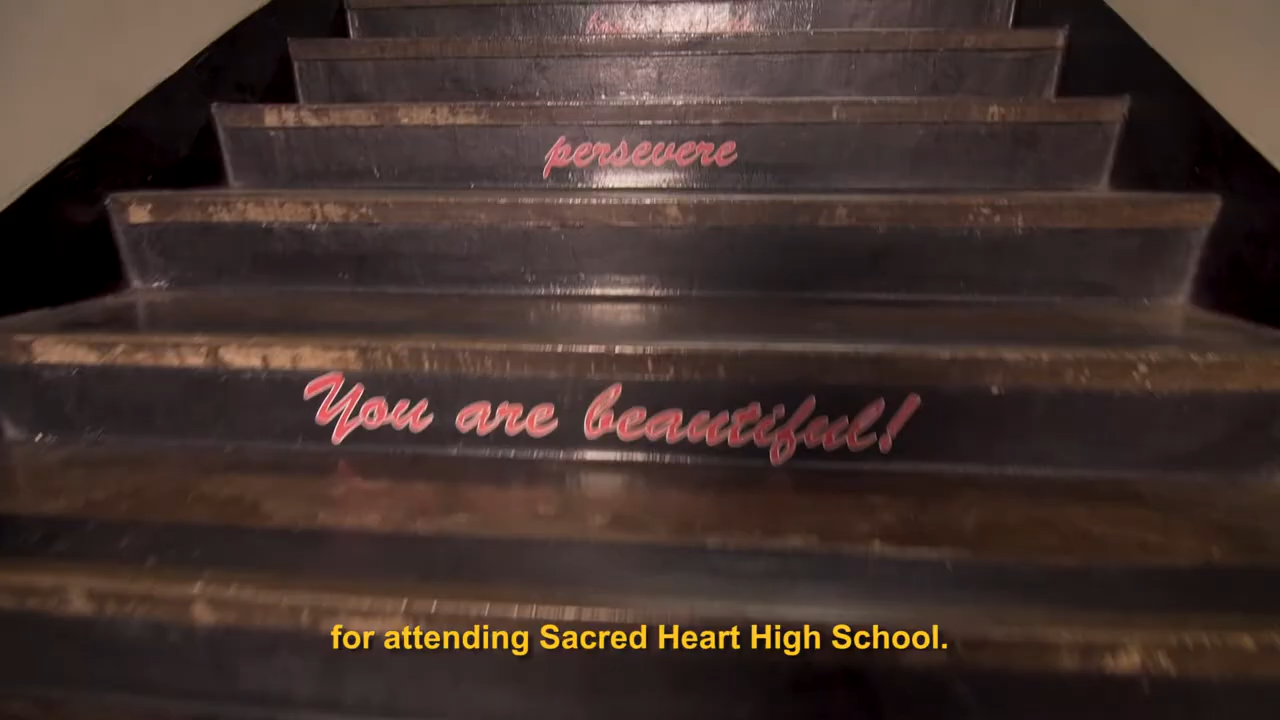 persevere
You are beautiful!
for attending Sacred Heart High School.